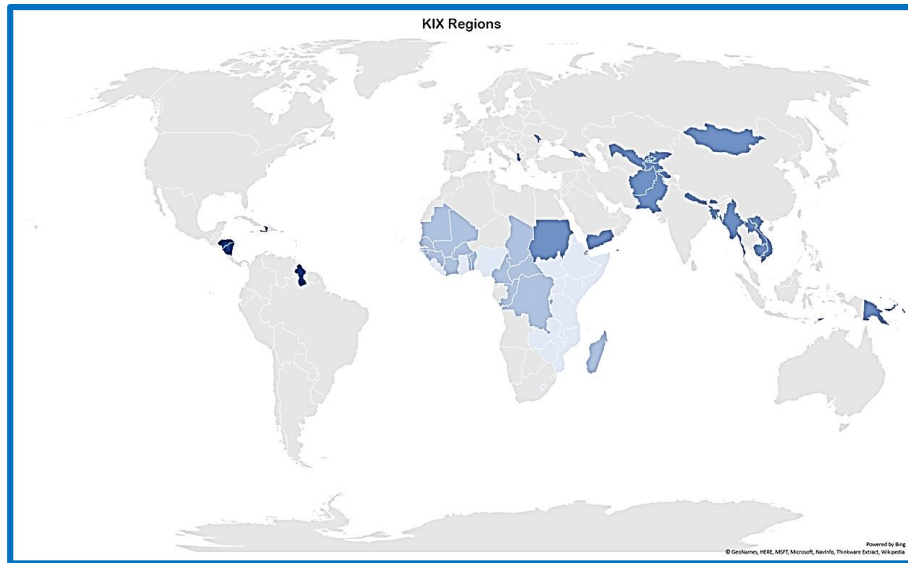 KIX Regions
Powered by Bing
© GeoNames, HERE, MSFT, Microsoft, NavInfo, Thinkware Extract, Wikipedia